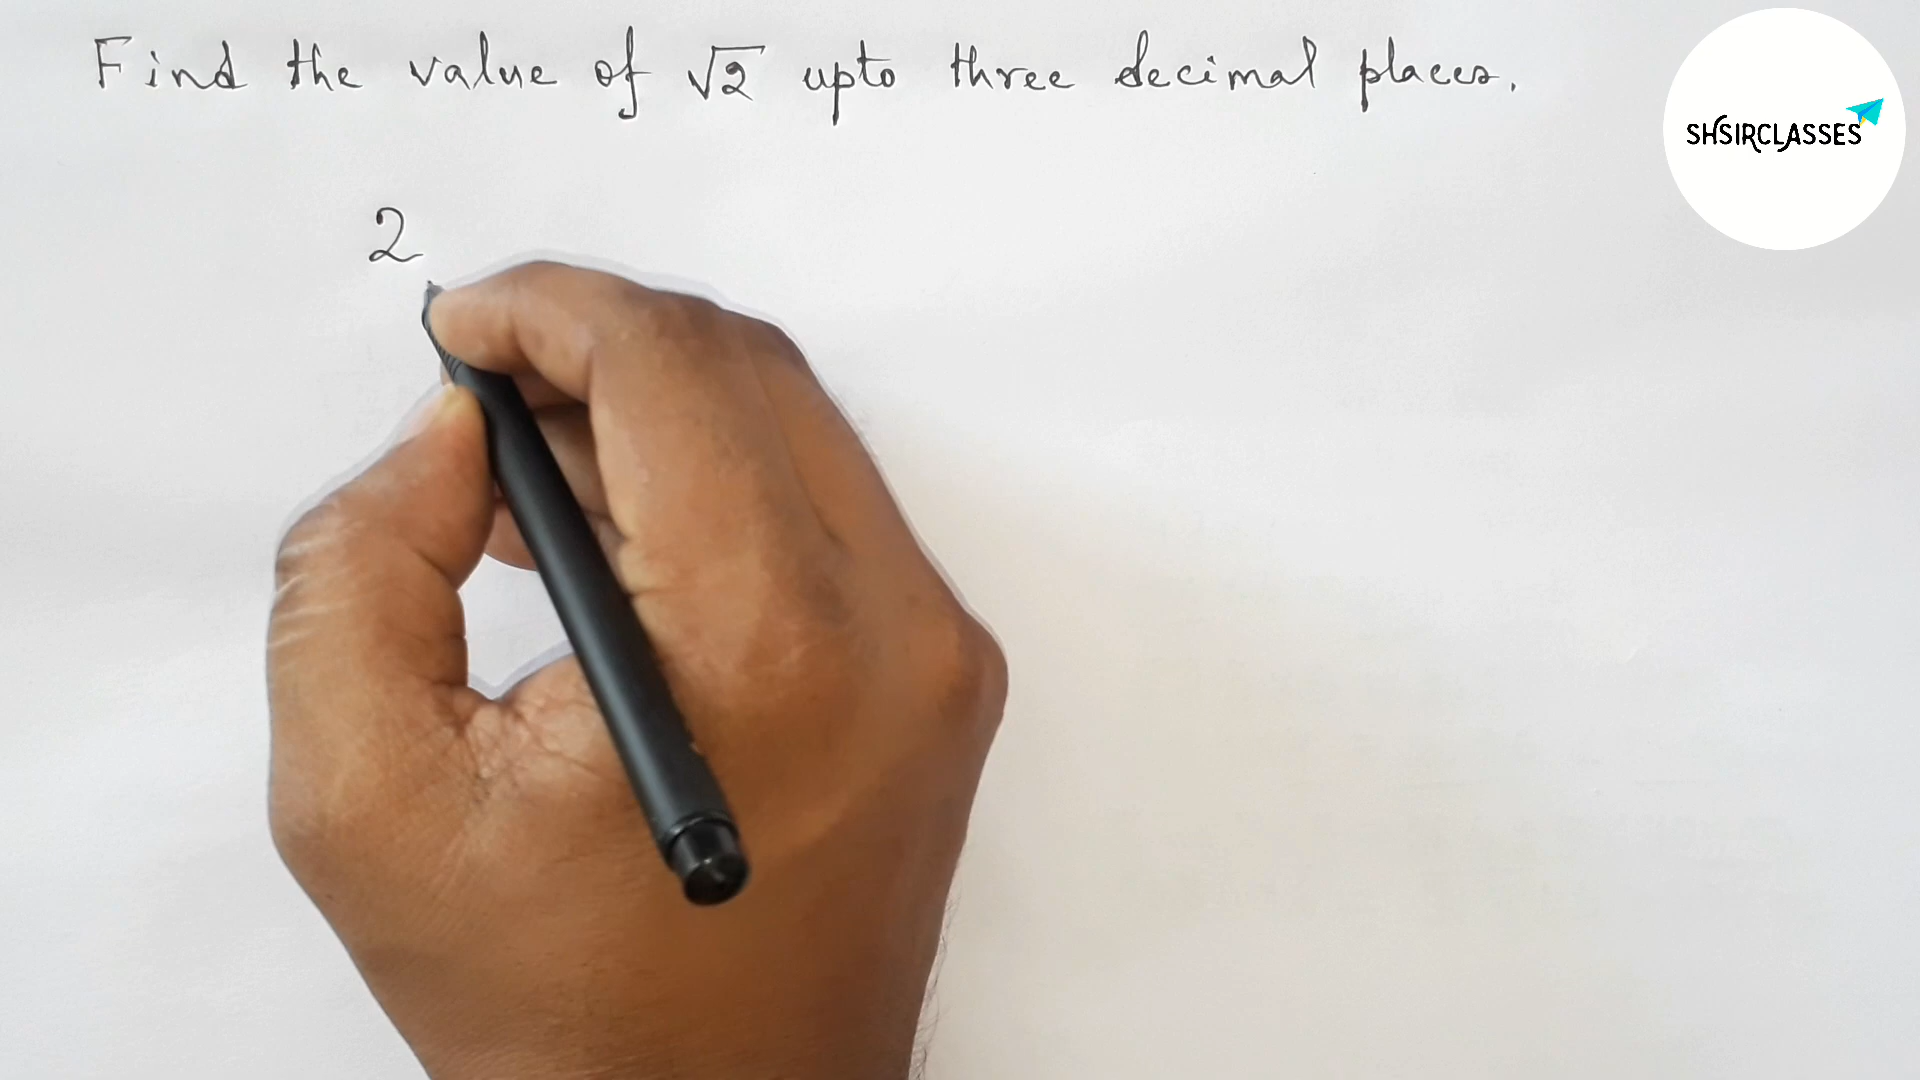 Find the value of √2 upto three decimal places.
SHSIRCLASSES
2